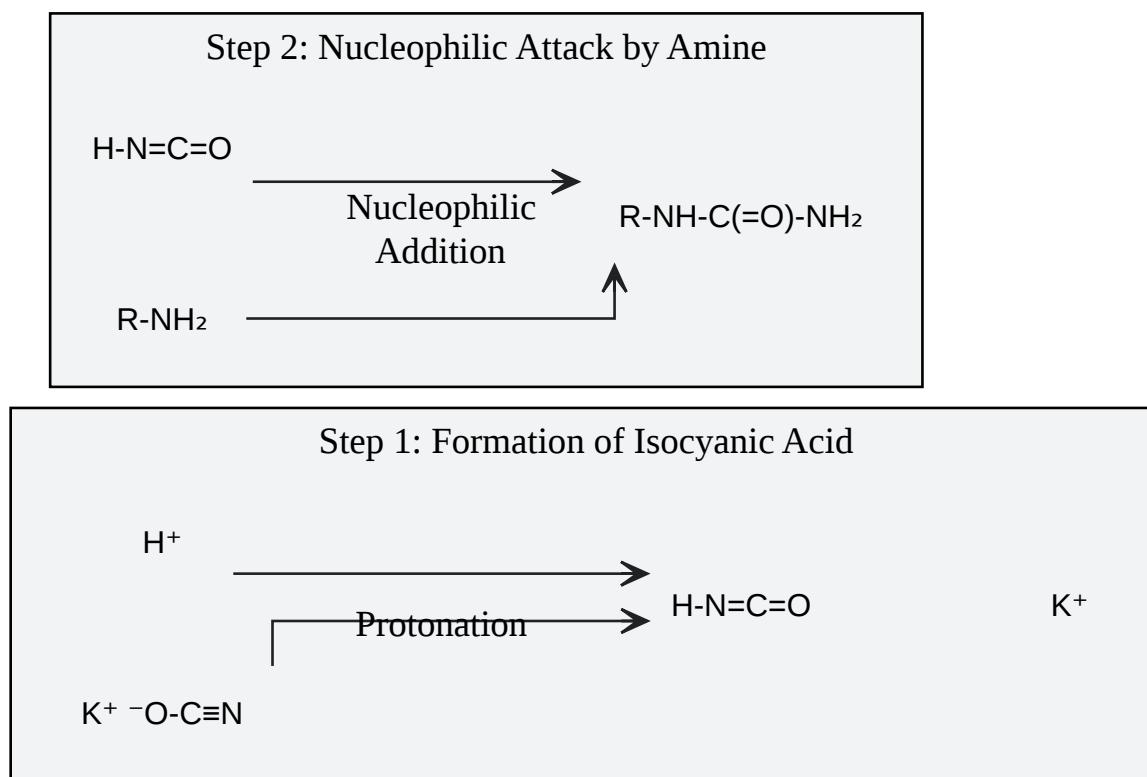 Step 2: Nucleophilic Attack by Amine
H-N=C=O
Nucleophilic
Addition
R-NH-C(=O)-NH₂
R-NH₂
Step 1: Formation of Isocyanic Acid
H⁺
Protonation
H-N=C=O
K⁺
K⁺ ⁻O-C≡N